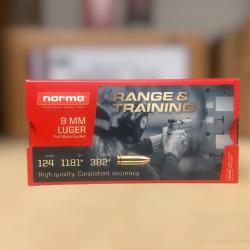 norma
RANGE &
TRAINING
9 MM
LUGER
Full Metal Jacket
124 1181* 382*
High quality. Consistent accuracy.